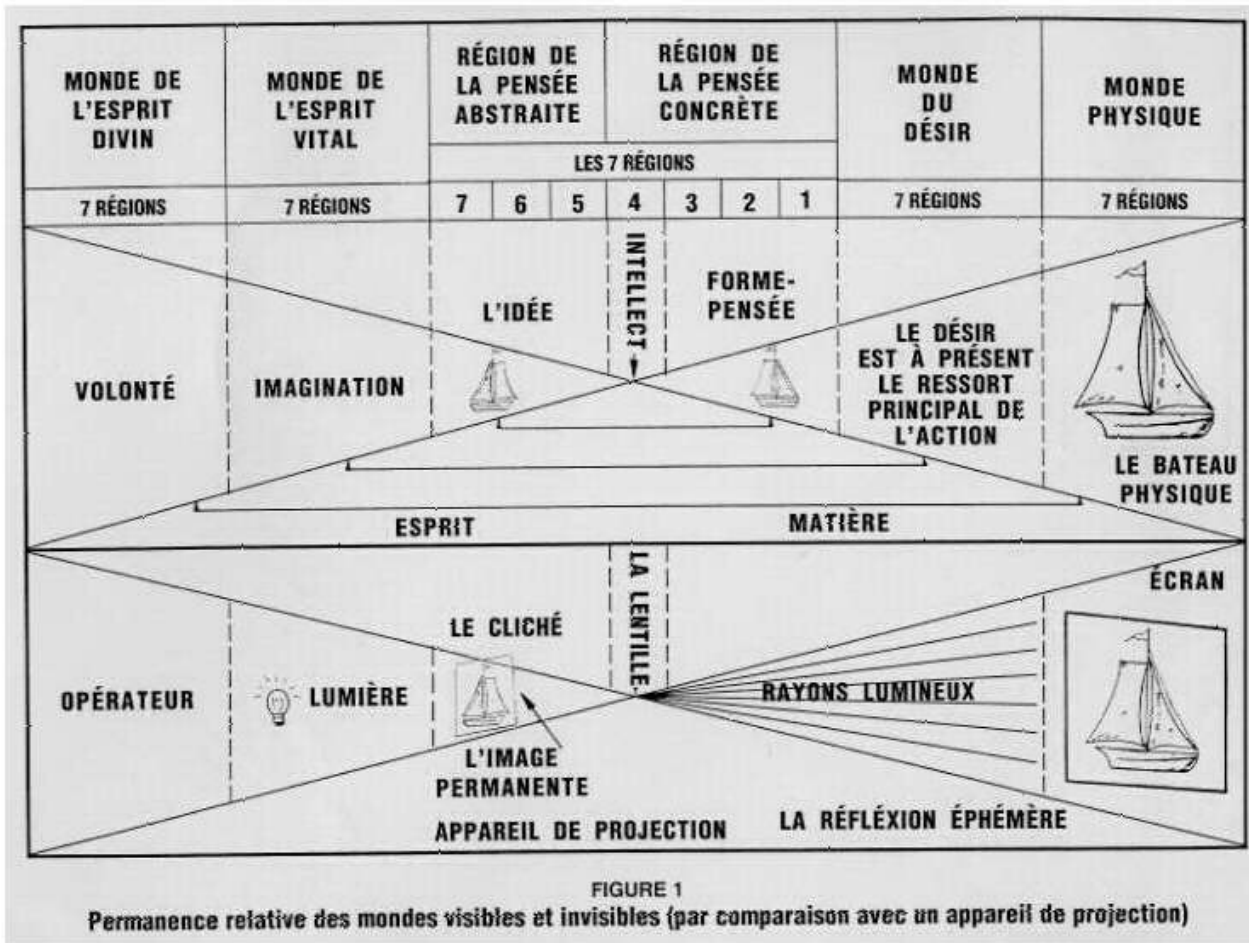 MONDE DE
L'ESPRIT
DIVIN
MONDE DE
L'ESPRIT
VITAL
RÉGION DE
LA PENSÉE
ABSTRAITE
RÉGION DE
LA PENSÉE
CONCRÈTE
MONDE
DU
DÉSIR
MONDE
PHYSIQUE
LES 7 RÉGIONS
7 RÉGIONS
7 RÉGIONS
7 6 5 4 3 2 1
7 RÉGIONS
7 RÉGIONS
VOLONTÉ
IMAGINATION
L'IDÉE
INTELLECT
FORME-
PENSÉE
LE DÉSIR
EST À PRÉSENT
LE RESSORT
PRINCIPAL DE
L'ACTION
LE BATEAU
PHYSIQUE
ESPRIT
MATIÈRE
OPÉRATEUR
LUMIÈRE
LE CLICHÉ
L'IMAGE
PERMANENTE
LA LENTILLE
RAYONS LUMINEUX
ÉCRAN
APPAREIL DE PROJECTION
LA RÉFLÉXION ÉPHÉMÈRE
FIGURE 1
Permanence relative des mondes visibles et invisibles (par comparaison avec un appareil de projection)